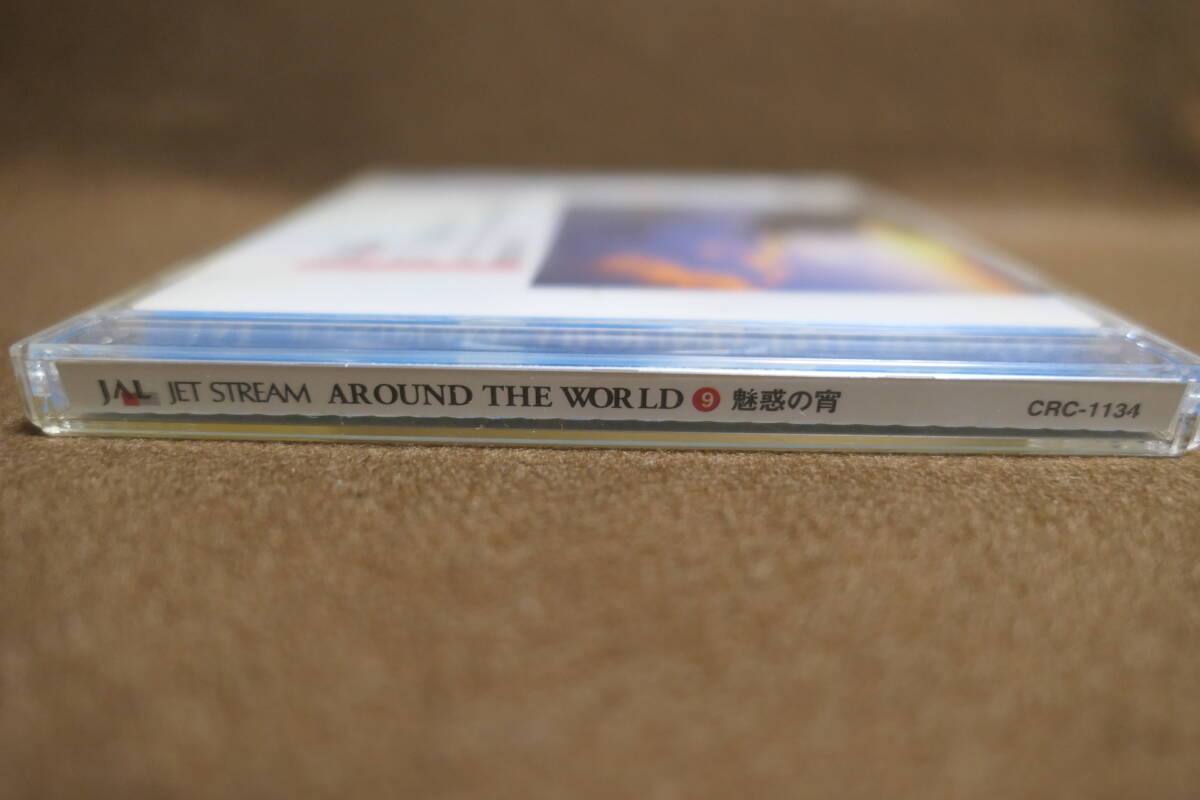 JAL JET STREAM AROUND THE WORLD 9 魅惑の宵 CRC-1134